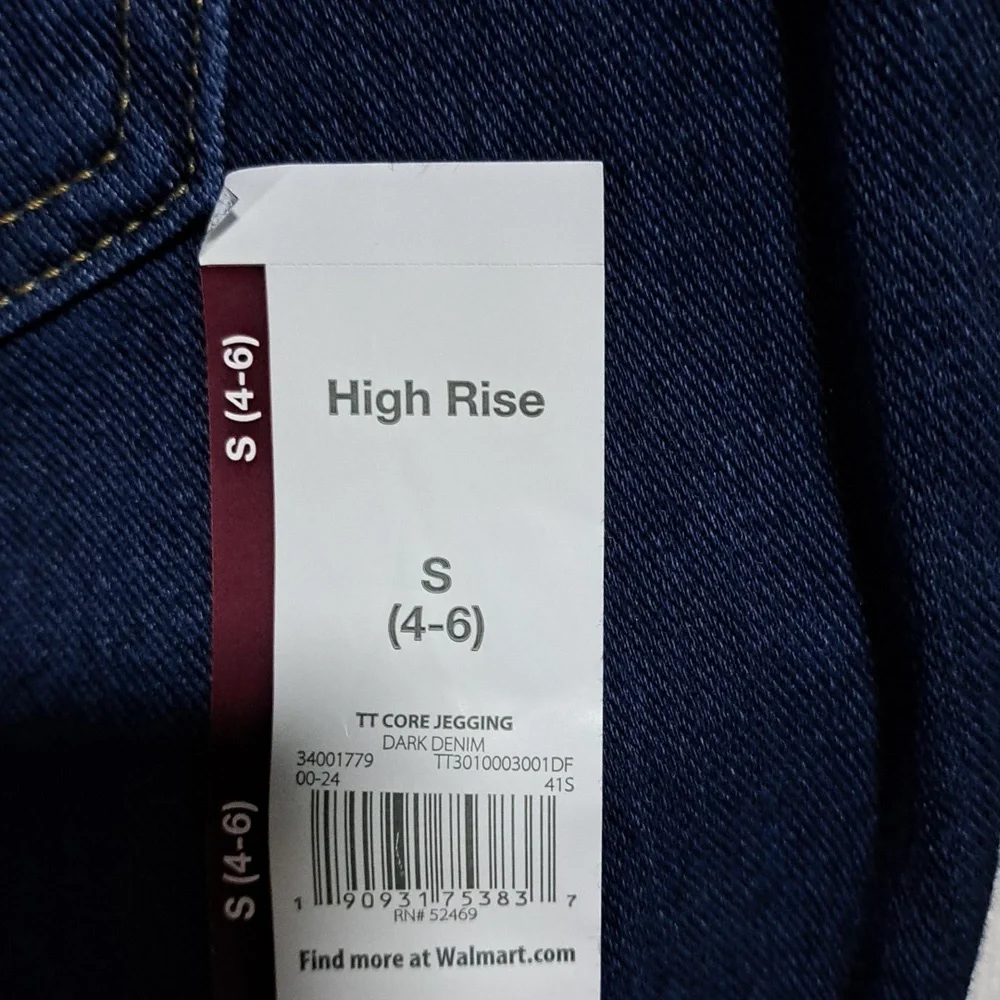 S (4-6)
High Rise
S
(4-6)
TT CORE JEGGING
DARK DENIM
34001779 TT3010003001DF
00-24 41S
1 90931 75383 7
RN# 52469
S (4-6)
Find more at Walmart.com